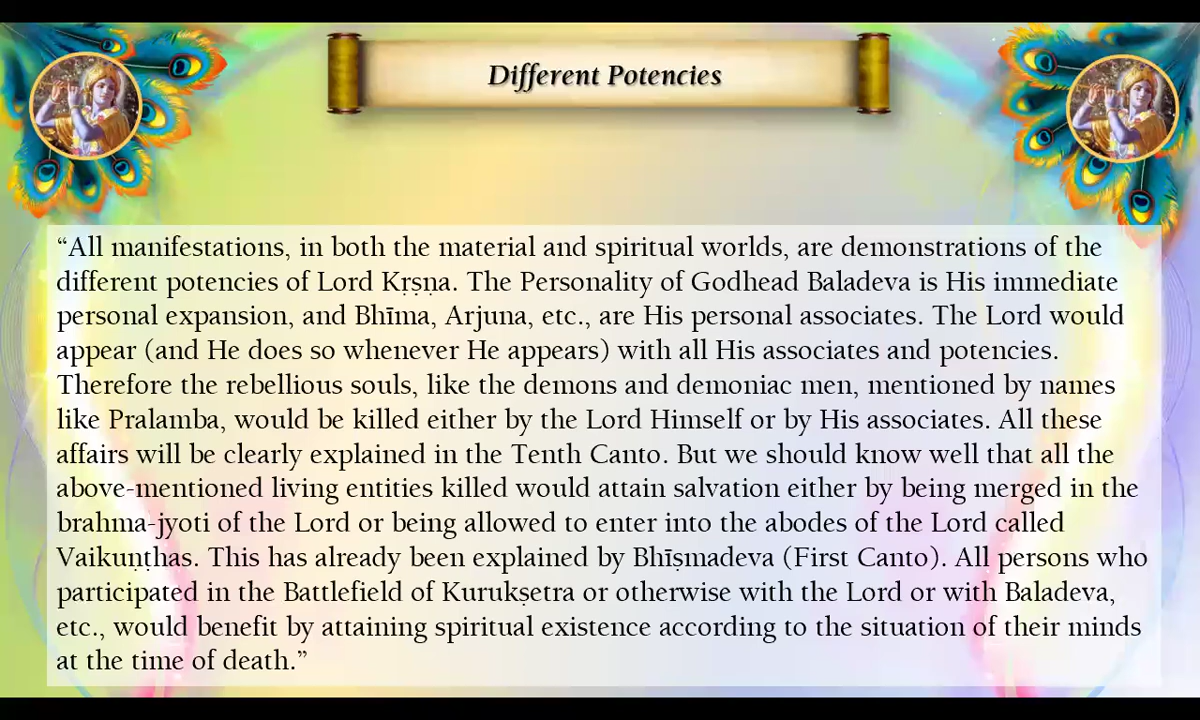 Different Potencies
“All manifestations, in both the material and spiritual worlds, are demonstrations of the
different potencies of Lord Kṛṣṇa. The Personality of Godhead Baladeva is His immediate
personal expansion, and Bhīma, Arjuna, etc., are His personal associates. The Lord would
appear (and He does so whenever He appears) with all His associates and potencies.
Therefore the rebellious souls, like the demons and demoniac men, mentioned by names
like Pralamba, would be killed either by the Lord Himself or by His associates. All these
affairs will be clearly explained in the Tenth Canto. But we should know well that all the
above-mentioned living entities killed would attain salvation either by being merged in the
brahma-jyoti of the Lord or being allowed to enter into the abodes of the Lord called
Vaikuṇṭhas. This has already been explained by Bhīṣmadeva (First Canto). All persons who
participated in the Battlefield of Kurukṣetra or otherwise with the Lord or with Baladeva,
etc., would benefit by attaining spiritual existence according to the situation of their minds
at the time of death.”